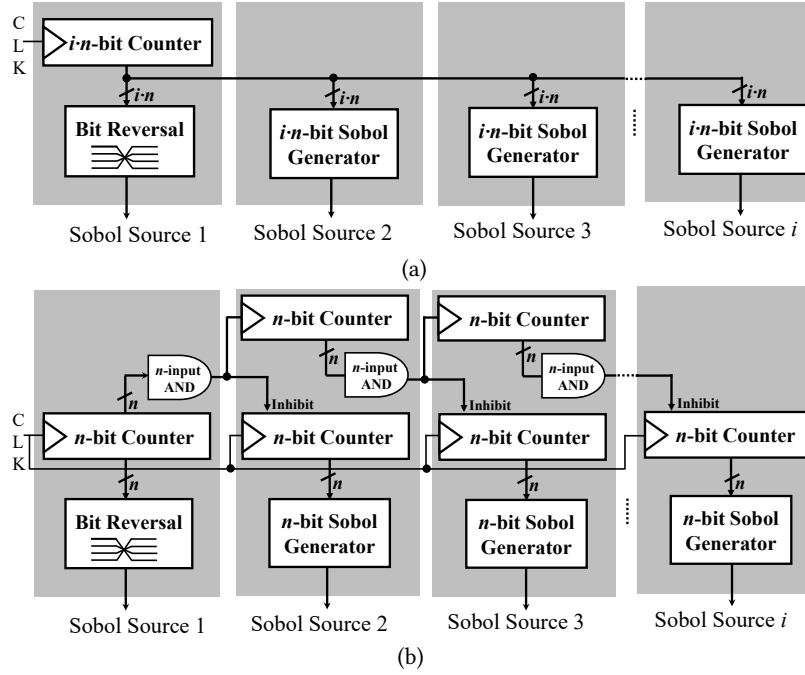 C
L
K
i·n-bit Counter
i·n
i·n
i·n
i·n
Bit Reversal
i·n-bit Sobol
Generator
i·n-bit Sobol
Generator
i·n-bit Sobol
Generator
Sobol Source 1
Sobol Source 2
Sobol Source 3
Sobol Source i
(a)
n-bit Counter
n-bit Counter
n-input
AND
n
n-input
AND
n
n-input
AND
n
Inhibit
Inhibit
Inhibit
C
L
K
n-bit Counter
n-bit Counter
n-bit Counter
n-bit Counter
n
n
n
n
Bit Reversal
n-bit Sobol
Generator
n-bit Sobol
Generator
n-bit Sobol
Generator
Sobol Source 1
Sobol Source 2
Sobol Source 3
Sobol Source i
(b)